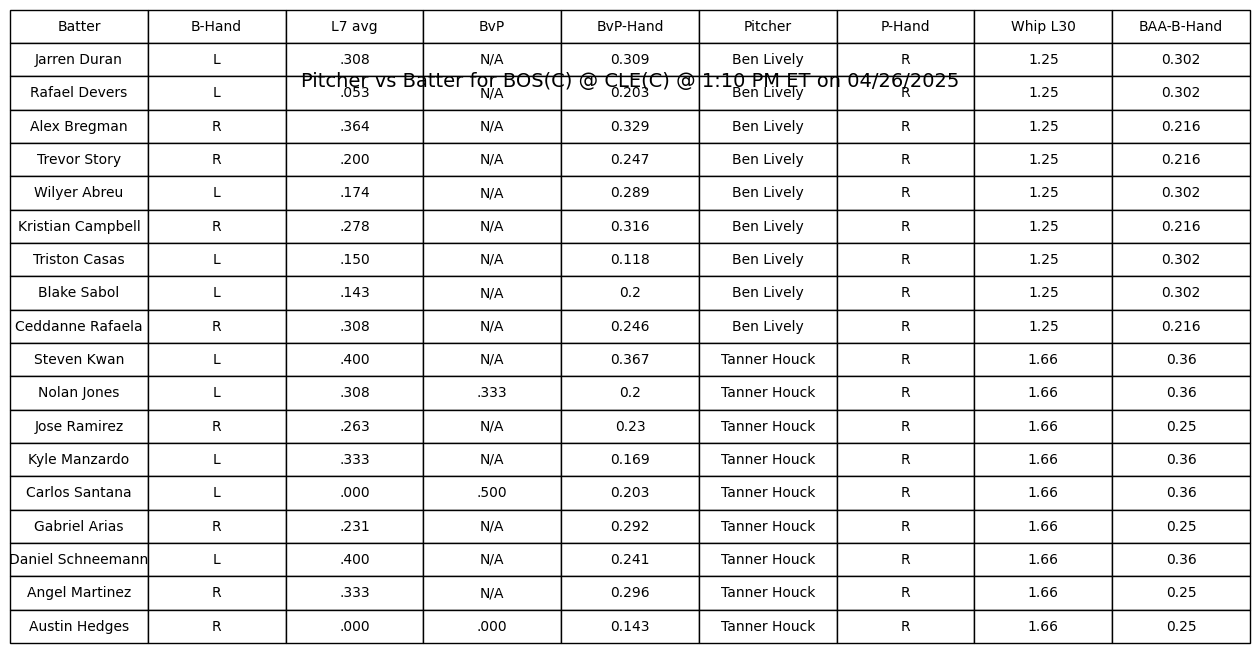 Batter B-Hand L7 avg BvP BvP-Hand Pitcher P-Hand Whip L30 BAA-B-Hand
Jarren Duran L .308 N/A 0.309 Ben Lively R 1.25 0.302
Pitcher vs Batter for BOS(C) @ CLE(C) @ 1:10 PM ET on 04/26/2025
Rafael Devers L .053 N/A 0.203 Ben Lively R 1.25 0.302
Alex Bregman R .364 N/A 0.329 Ben Lively R 1.25 0.216
Trevor Story R .200 N/A 0.247 Ben Lively R 1.25 0.216
Wilyer Abreu L .174 N/A 0.289 Ben Lively R 1.25 0.302
Kristian Campbell R .278 N/A 0.316 Ben Lively R 1.25 0.216
Triston Casas L .150 N/A 0.118 Ben Lively R 1.25 0.302
Blake Sabol L .143 N/A 0.2 Ben Lively R 1.25 0.302
Ceddanne Rafaela R .308 N/A 0.246 Ben Lively R 1.25 0.216
Steven Kwan L .400 N/A 0.367 Tanner Houck R 1.66 0.36
Nolan Jones L .308 .333 0.2 Tanner Houck R 1.66 0.36
Jose Ramirez R .263 N/A 0.23 Tanner Houck R 1.66 0.25
Kyle Manzardo L .333 N/A 0.169 Tanner Houck R 1.66 0.36
Carlos Santana L .000 .500 0.203 Tanner Houck R 1.66 0.36
Gabriel Arias R .231 N/A 0.292 Tanner Houck R 1.66 0.25
Daniel Schneemann L .400 N/A 0.241 Tanner Houck R 1.66 0.36
Angel Martinez R .333 N/A 0.296 Tanner Houck R 1.66 0.25
Austin Hedges R .000 .000 0.143 Tanner Houck R 1.66 0.25